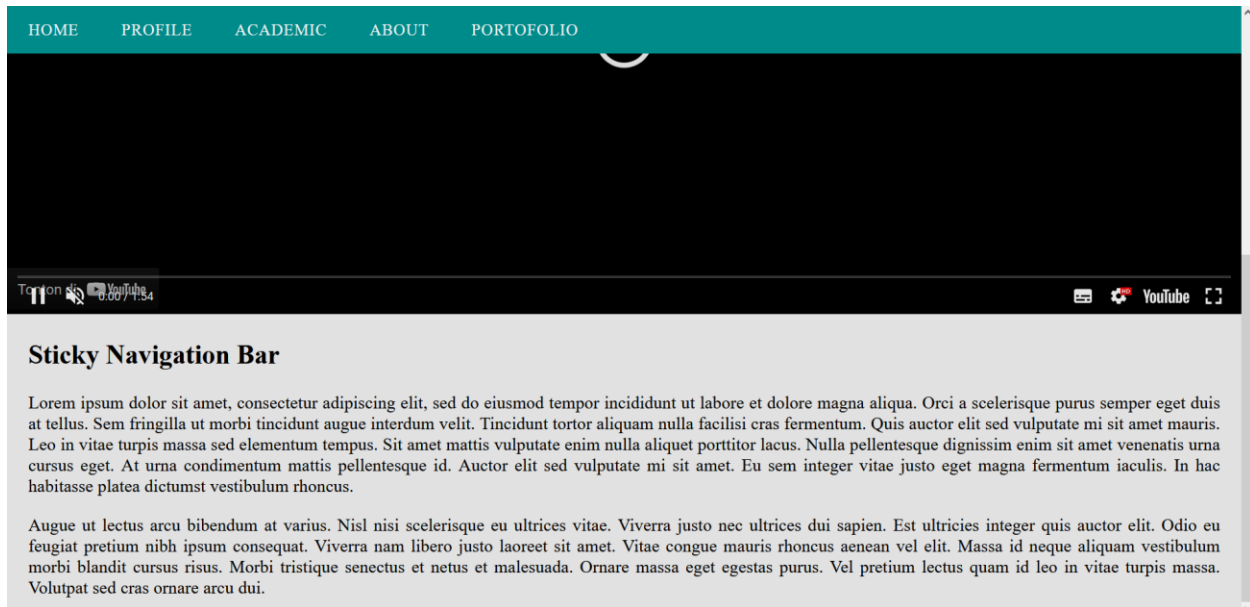 HOME PROFILE ACADEMIC ABOUT PORTOFOLIO
Tonton di YouTube
0:00 / 1:54
HD
YouTube
Sticky Navigation Bar
Lorem ipsum dolor sit amet, consectetur adipiscing elit, sed do eiusmod tempor incididunt ut labore et dolore magna aliqua. Orci a scelerisque purus semper eget duis
at tellus. Sem fringilla ut morbi tincidunt augue interdum velit. Tincidunt tortor aliquam nulla facilisi cras fermentum. Quis auctor elit sed vulputate mi sit amet mauris.
Leo in vitae turpis massa sed elementum tempus. Sit amet mattis vulputate enim nulla aliquet porttitor lacus. Nulla pellentesque dignissim enim sit amet venenatis urna
cursus eget. At urna condimentum mattis pellentesque id. Auctor elit sed vulputate mi sit amet. Eu sem integer vitae justo eget magna fermentum iaculis. In hac
habitasse platea dictumst vestibulum rhoncus.
Augue ut lectus arcu bibendum at varius. Nisl nisi scelerisque eu ultrices vitae. Viverra justo nec ultrices dui sapien. Est ultricies integer quis auctor elit. Odio eu
feugiat pretium nibh ipsum consequat. Viverra nam libero justo laoreet sit amet. Vitae congue mauris rhoncus aenean vel elit. Massa id neque aliquam vestibulum
morbi blandit cursus risus. Morbi tristique senectus et netus et malesuada. Ornare massa eget egestas purus. Vel pretium lectus quam id leo in vitae turpis massa.
Volutpat sed cras ornare arcu dui.